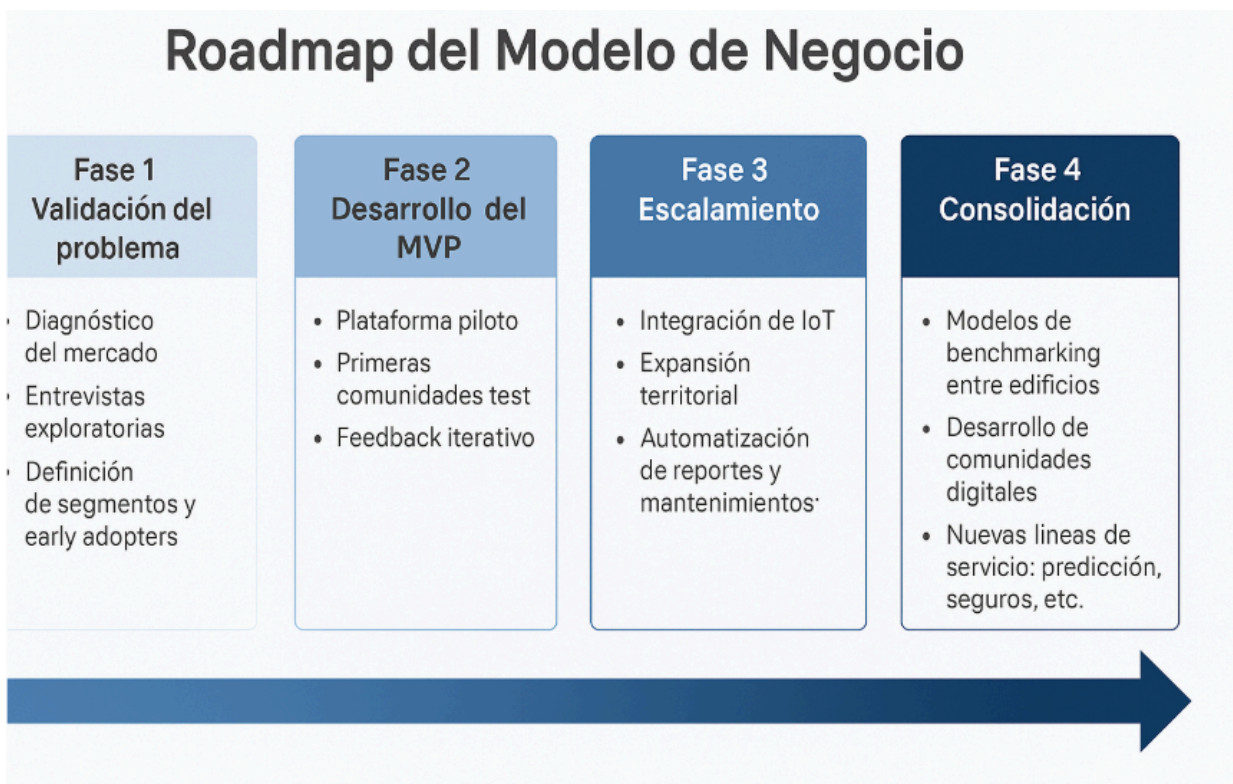 Roadmap del Modelo de Negocio
Fase 1
Validación del
problema
• Diagnóstico
del mercado
• Entrevistas
exploratorias
• Definición
de segmentos y
early adopters
Fase 2
Desarrollo del
MVP
• Plataforma piloto
• Primeras
comunidades test
• Feedback iterativo
Fase 3
Escalamiento
• Integración de IoT
• Expansión
territorial
• Automatización
de reportes y
mantenimientos
Fase 4
Consolidación
• Modelos de
benchmarking
entre edificios
• Desarrollo de
comunidades
digitales
• Nuevas lineas de
servicio: predicción,
seguros, etc.